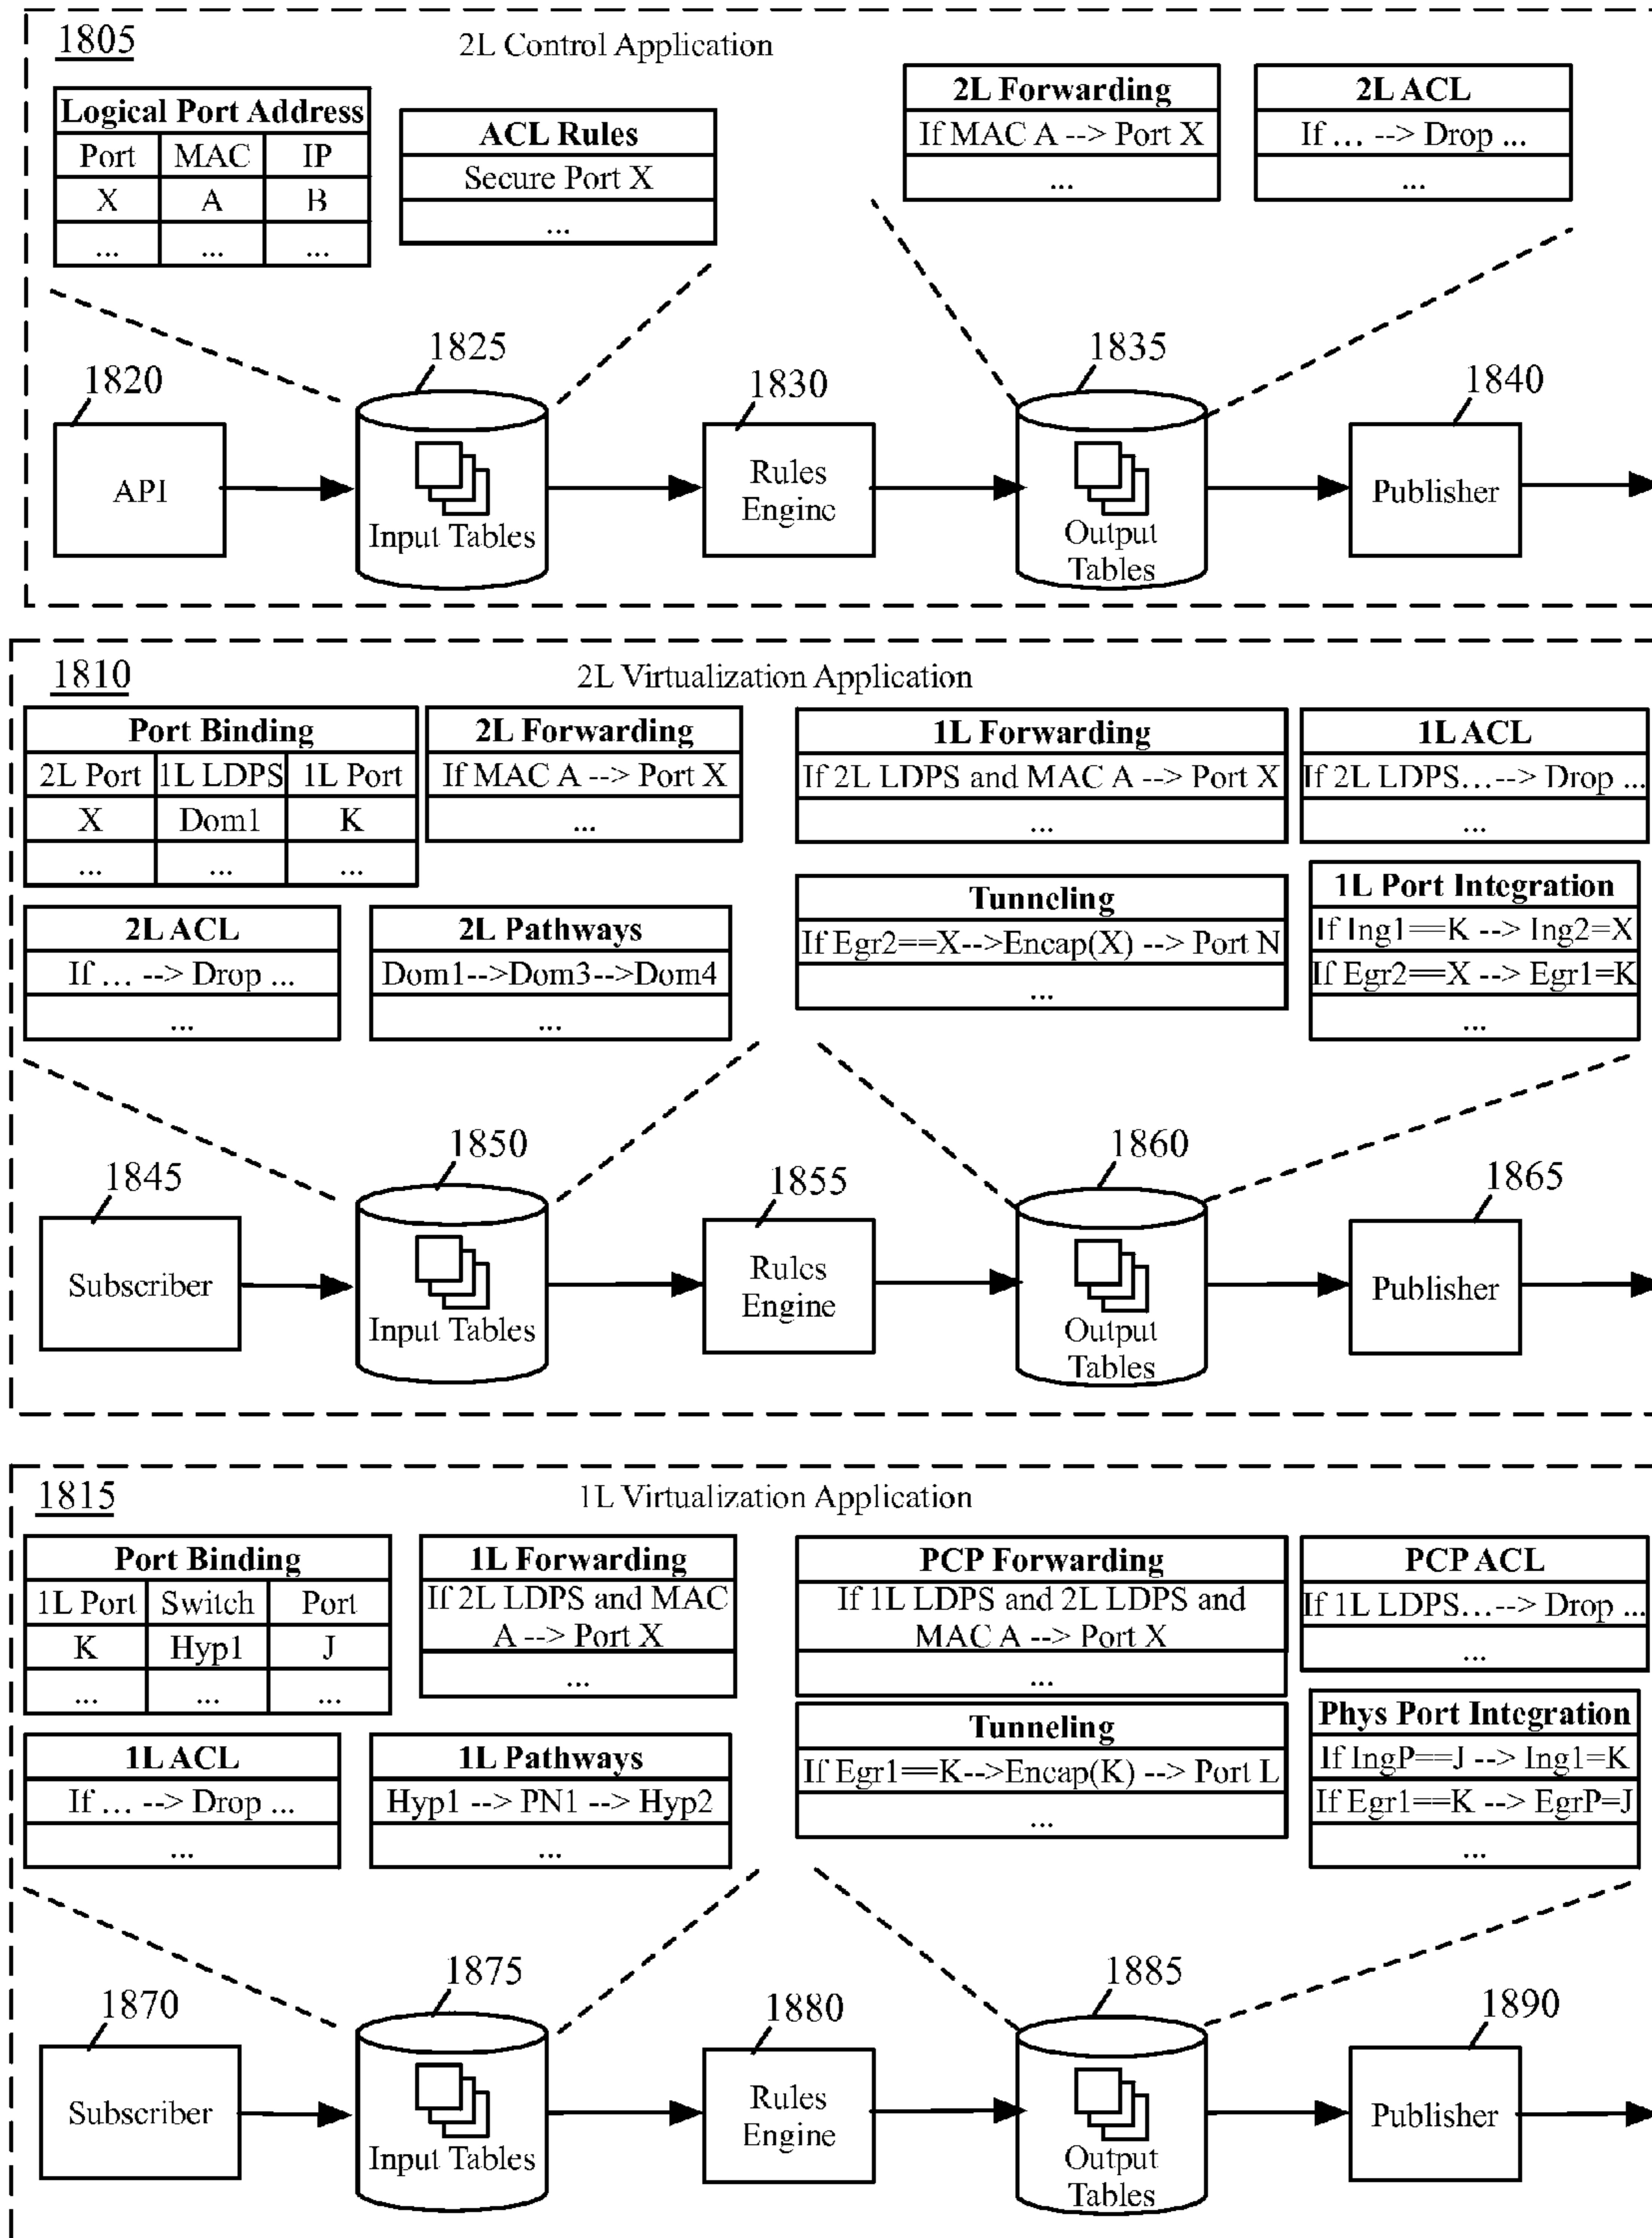 1805
2L Control Application
Logical Port Address
Port MAC IP
X A B
... ... ...
ACL Rules
Secure Port X
...
2L Forwarding
If MAC A --> Port X
...
2L ACL
If ... --> Drop ...
...
1820
API
1825
Input Tables
1830
Rules
Engine
1835
Output
Tables
1840
Publisher
1810
2L Virtualization Application
Port Binding
2L Port 1L LDPS 1L Port
X Dom1 K
... ... ...
2L Forwarding
If MAC A --> Port X
...
1L Forwarding
If 2L LDPS and MAC A --> Port X
...
1L ACL
If 2L LDPS... --> Drop ...
...
2L ACL
If ... --> Drop ...
...
2L Pathways
Dom1-->Dom3-->Dom4
...
Tunneling
If Egr2==X-->Encap(X) --> Port N
...
1L Port Integration
If Ing1==K --> Ing2=X
If Egr2==X --> Egr1=K
...
1845
Subscriber
1850
Input Tables
1855
Rules
Engine
1860
Output
Tables
1865
Publisher
1815
1L Virtualization Application
Port Binding
1L Port Switch Port
K Hyp1 J
... ... ...
1L Forwarding
If 2L LDPS and MAC
A --> Port X
...
PCP Forwarding
If 1L LDPS and 2L LDPS and
MAC A --> Port X
...
PCP ACL
If 1L LDPS... --> Drop ...
...
1L ACL
If ... --> Drop ...
...
1L Pathways
Hyp1 --> PN1 --> Hyp2
...
Tunneling
If Egr1==K-->Encap(K) --> Port L
...
Phys Port Integration
If IngP==J --> Ing1=K
If Egr1==K --> EgrP=J
...
1870
Subscriber
1875
Input Tables
1880
Rules
Engine
1885
Output
Tables
1890
Publisher